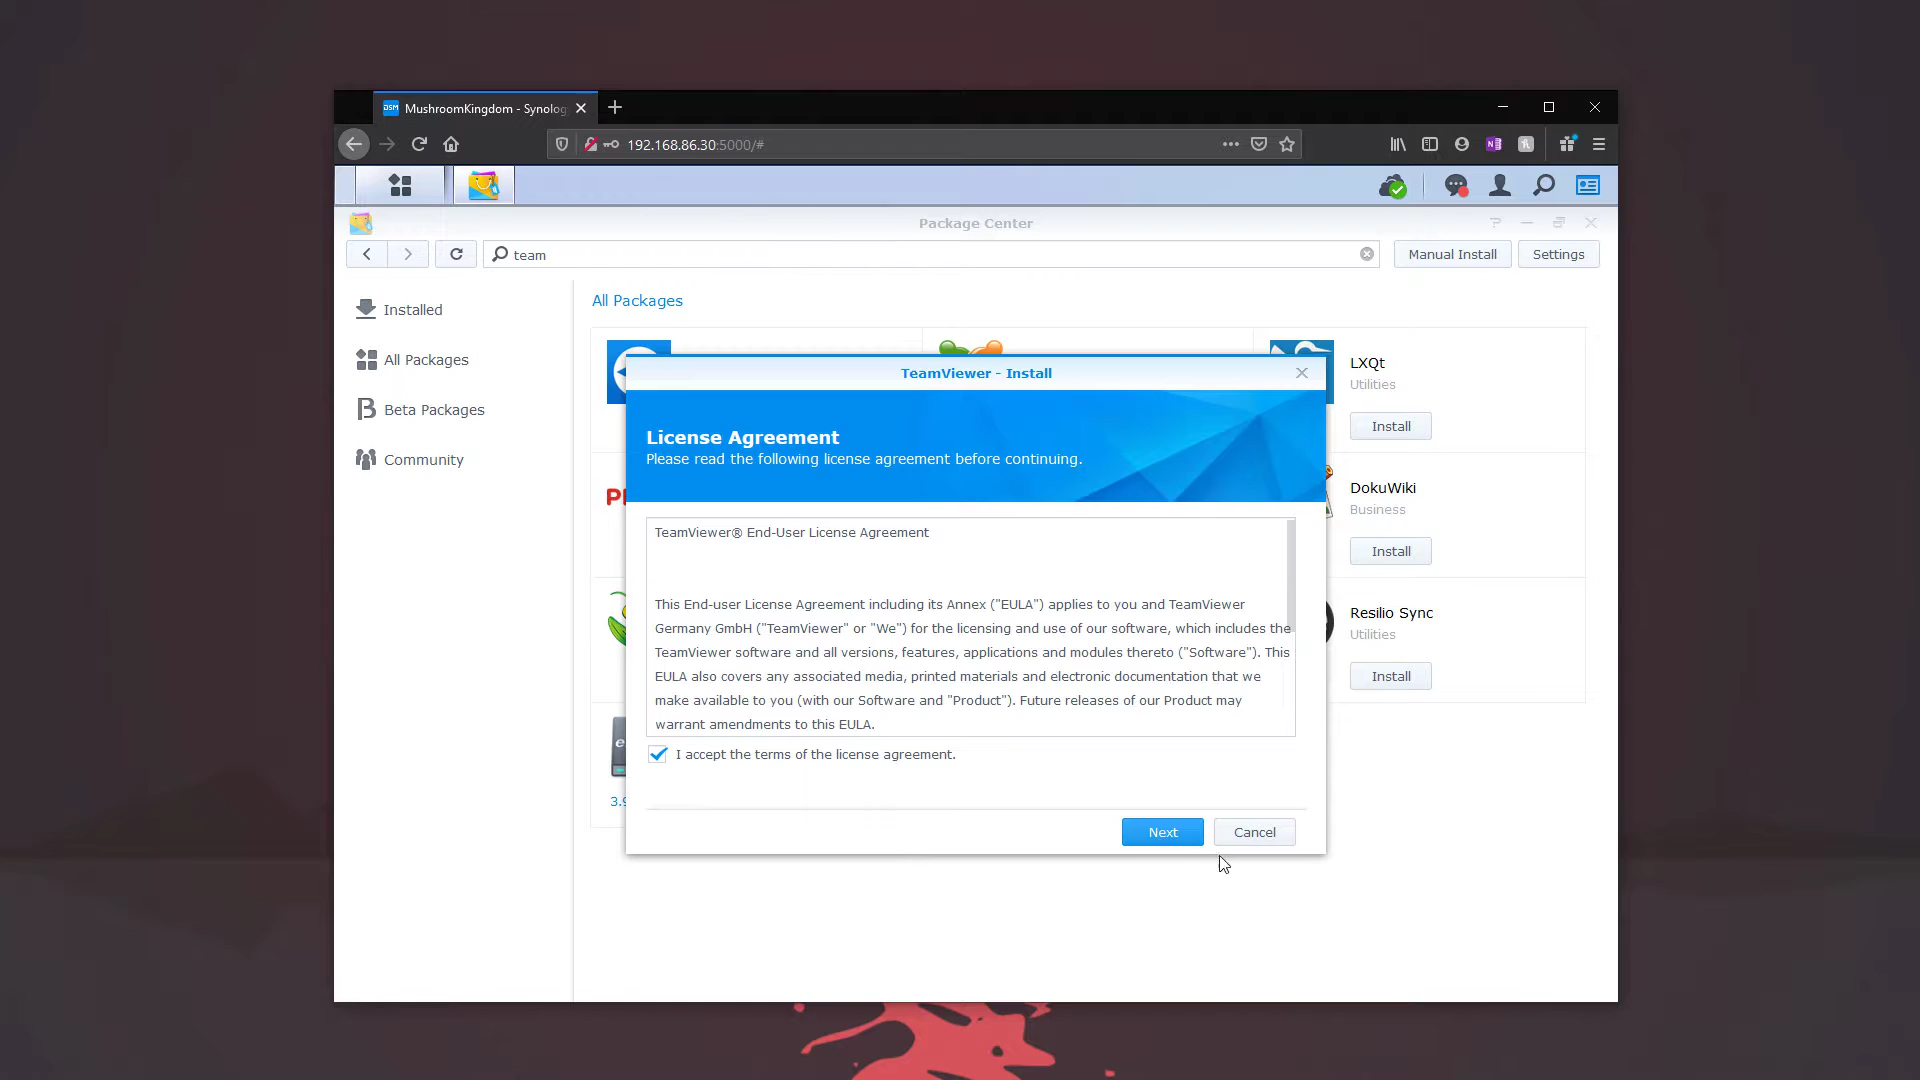 MushroomKingdom - Synolog
192.168.86.30:5000/#
Package Center
team
Manual Install
Settings
Installed
All Packages
Beta Packages
Community
All Packages
LXQt
Utilities
Install
DokuWiki
Business
Install
Resilio Sync
Utilities
Install
TeamViewer - Install
License Agreement
Please read the following license agreement before continuing.
TeamViewer® End-User License Agreement
This End-user License Agreement including its Annex ("EULA") applies to you and TeamViewer
Germany GmbH ("TeamViewer" or "We") for the licensing and use of our software, which includes the
TeamViewer software and all versions, features, applications and modules thereto ("Software"). This
EULA also covers any associated media, printed materials and electronic documentation that we
make available to you (with our Software and "Product"). Future releases of our Product may
warrant amendments to this EULA.
I accept the terms of the license agreement.
Next
Cancel